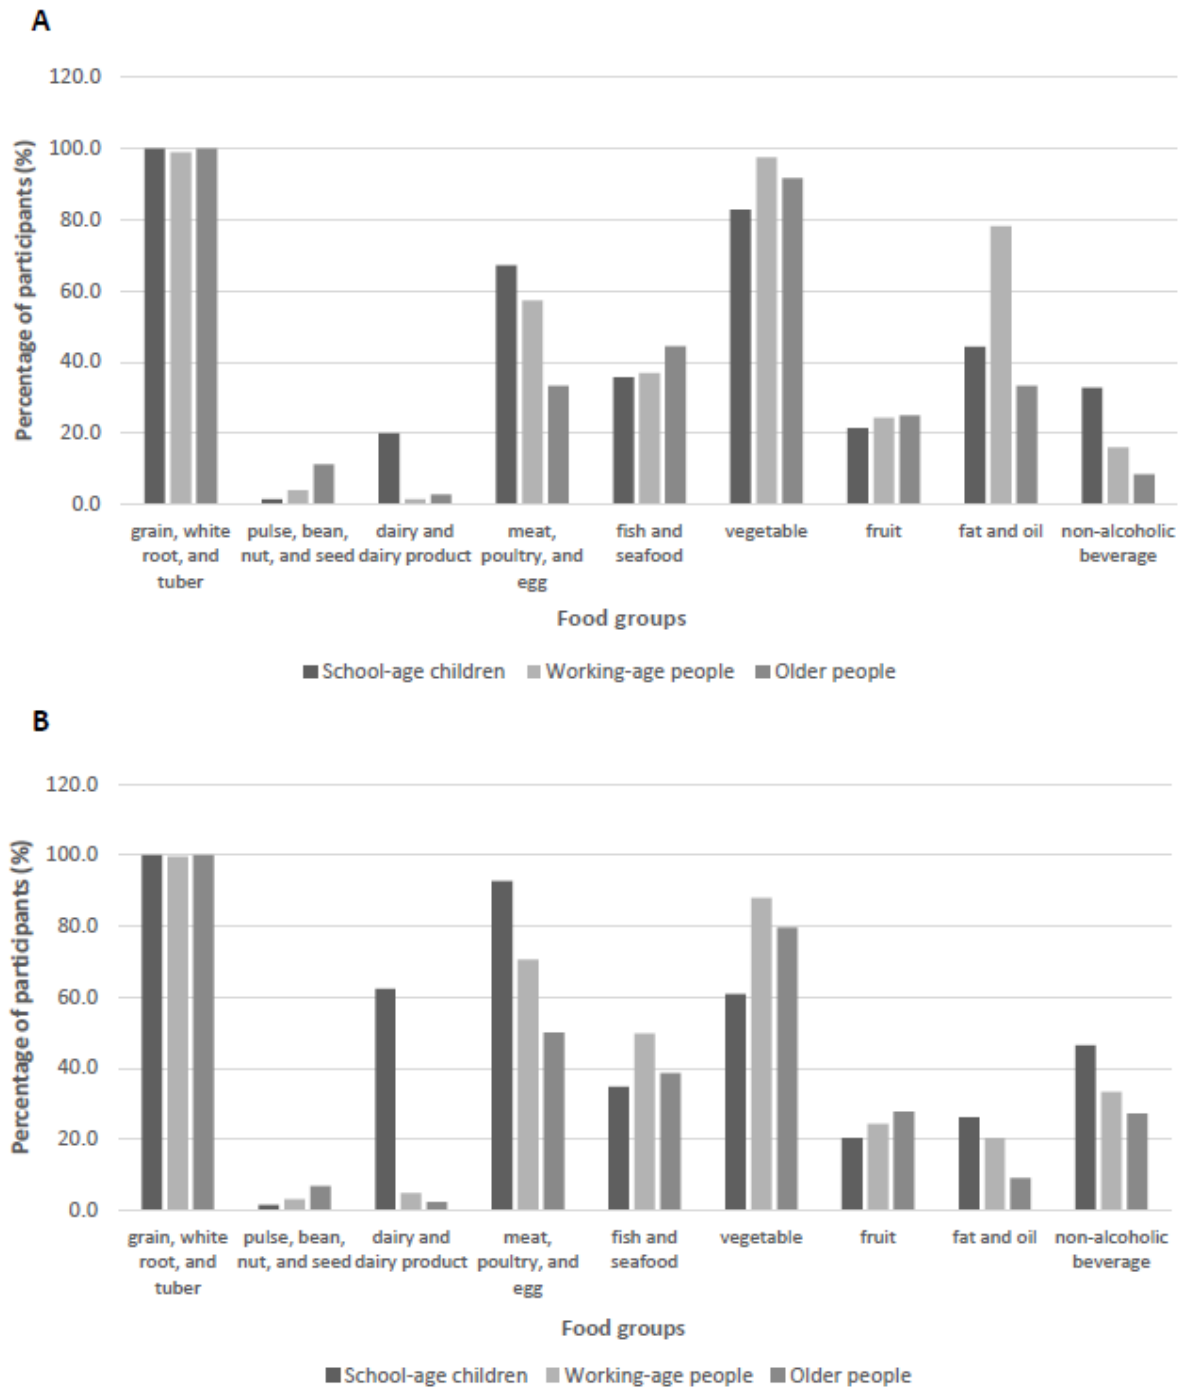 A
120.0
100.0
80.0
60.0
40.0
20.0
0.0
Percentage of participants (%)
grain, white root, and tuber
pulse, bean, nut, and seed
dairy and dairy product
meat, poultry, and egg
fish and seafood
vegetable
fruit
fat and oil
non-alcoholic beverage
Food groups
School-age children Working-age people Older people
B
120.0
100.0
80.0
60.0
40.0
20.0
0.0
Percentage of participants (%)
grain, white root, and tuber
pulse, bean, nut, and seed
dairy and dairy product
meat, poultry, and egg
fish and seafood
vegetable
fruit
fat and oil
non-alcoholic beverage
Food groups
School-age children Working-age people Older people